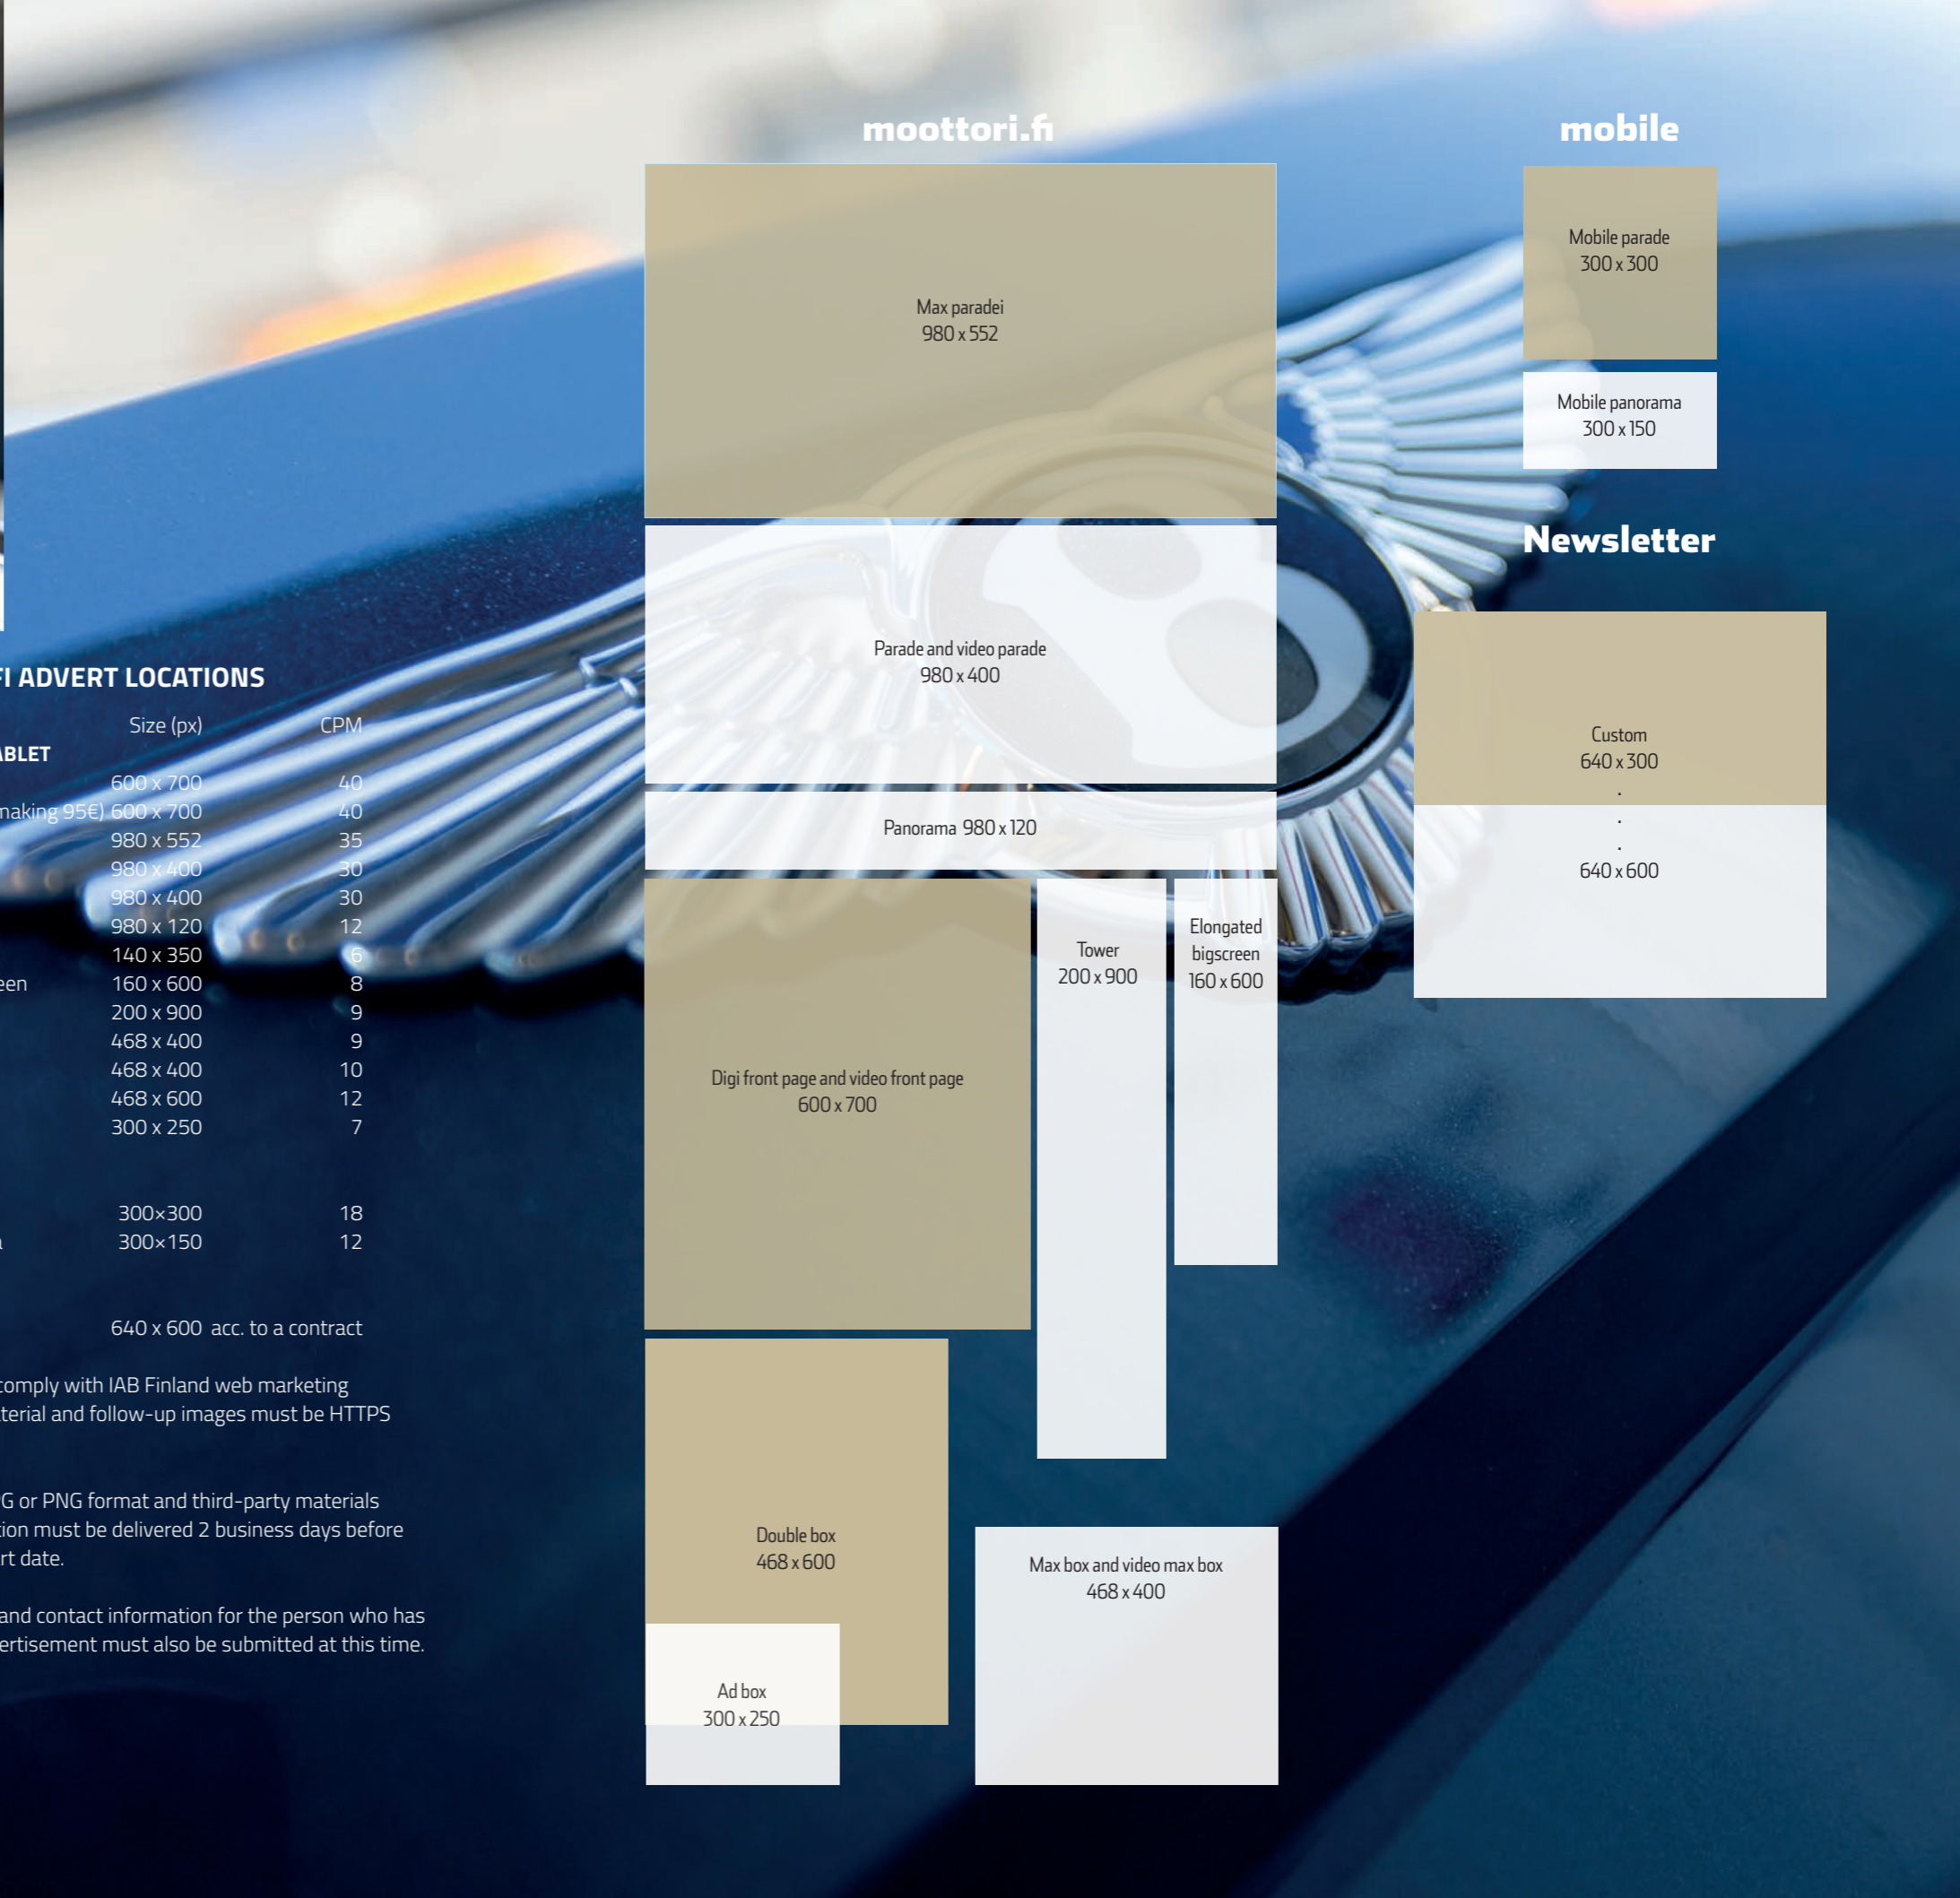 FI ADVERT LOCATIONS
Size (px) CPM
ABLET
600 x 700 40
making 95€) 600 x 700 40
980 x 552 35
980 x 400 30
980 x 400 30
980 x 120 12
140 x 350 6
een 160 x 600 8
200 x 900 9
468 x 400 9
468 x 400 10
468 x 600 12
300 x 250 7
300×300 18
a 300×150 12
640 x 600 acc. to a contract
comply with IAB Finland web marketing
terial and follow-up images must be HTTPS
PG or PNG format and third-party materials
tion must be delivered 2 business days before
rt date.
and contact information for the person who has
ertisement must also be submitted at this time.
moottori.fi
Max paradei
980 x 552
Parade and video parade
980 x 400
Panorama 980 x 120
Digi front page and video front page
600 x 700
Tower
200 x 900
Elongated
bigscreen
160 x 600
Double box
468 x 600
Ad box
300 x 250
Max box and video max box
468 x 400
mobile
Mobile parade
300 x 300
Mobile panorama
300 x 150
Newsletter
Custom
640 x 300
.
.
.
640 x 600